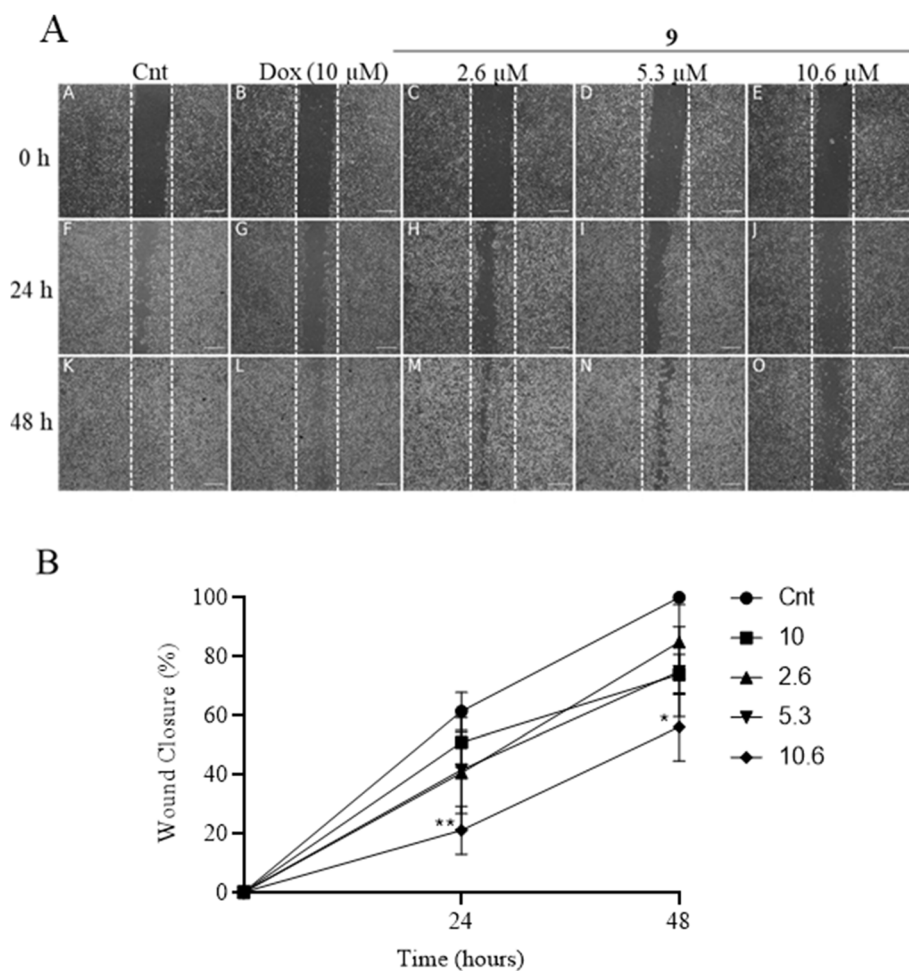 A
9
Cnt Dox (10 µM) 2.6 µM 5.3 µM 10.6 µM
0 h
A B C D E
24 h
F G H I J
48 h
K L M N O
B
Wound Closure (%)
100
80
60
40
20
0
**
*
24 48
Time (hours)
Cnt
10
2.6
5.3
10.6